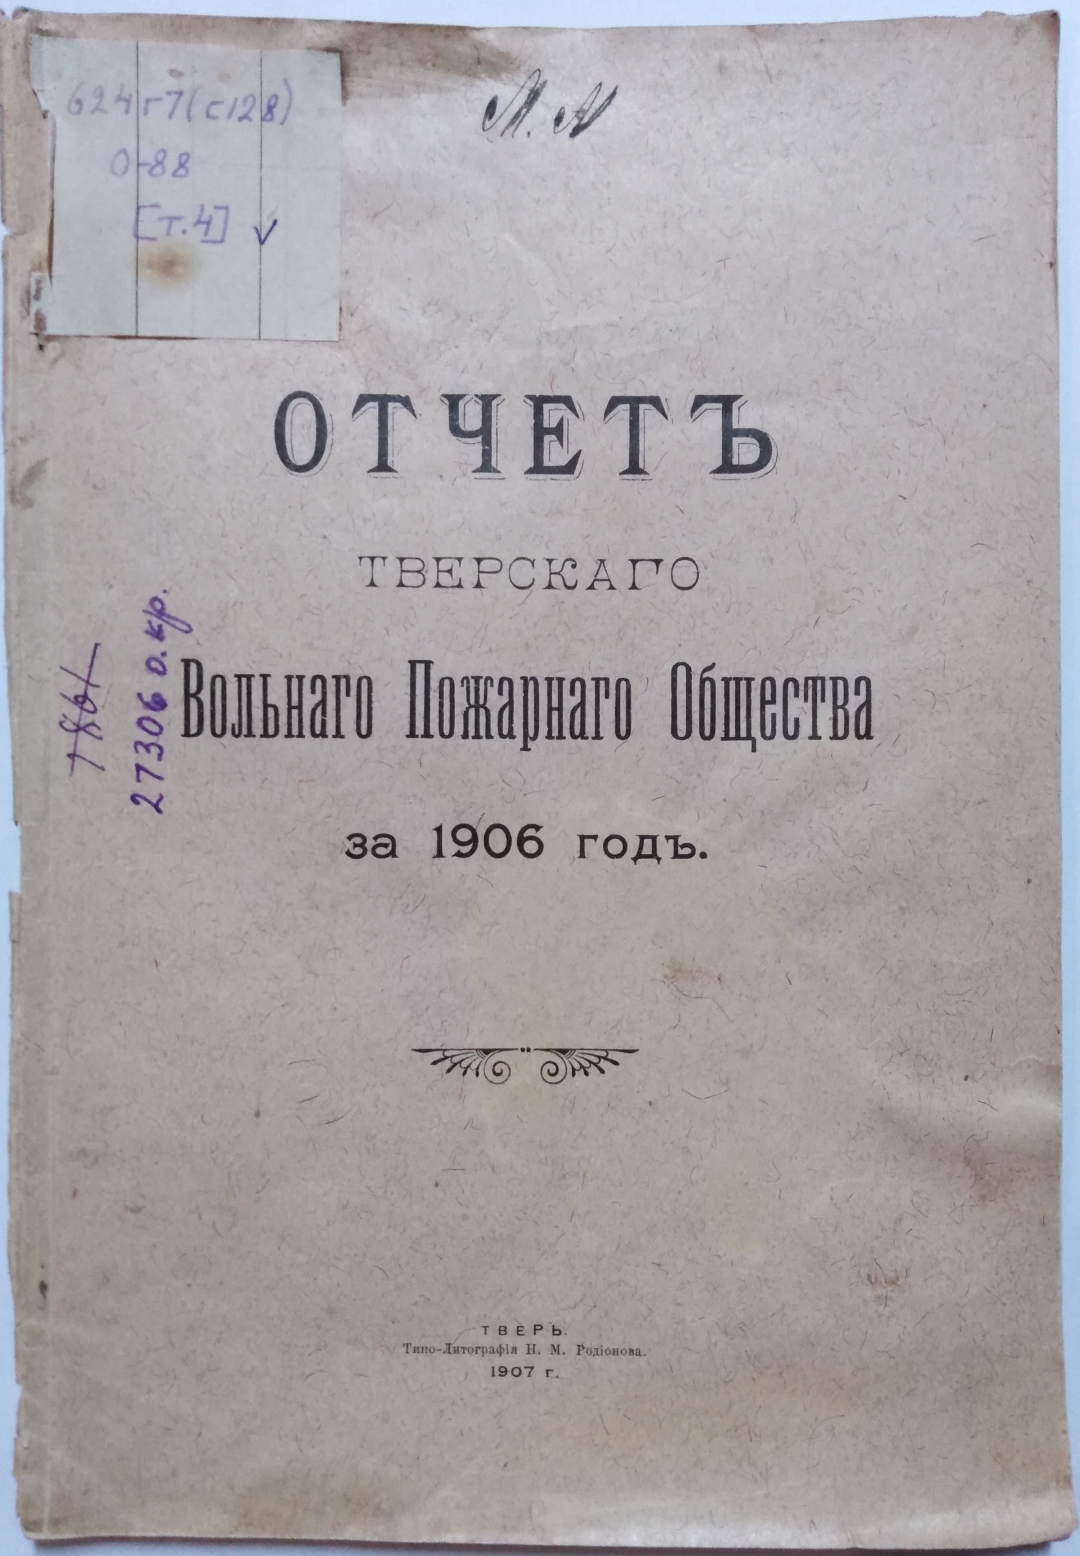 624 г7(с128)
О-88
[т.4]
М. А
ОТЧЕТЪ
ТВЕРСКАГО
Вольнаго Пожарнаго Общества
за 1906 годъ.
27306 о. кр.
ТВЕРЬ.
Типо-Литографія Н. М. Родіонова.
1907 г.